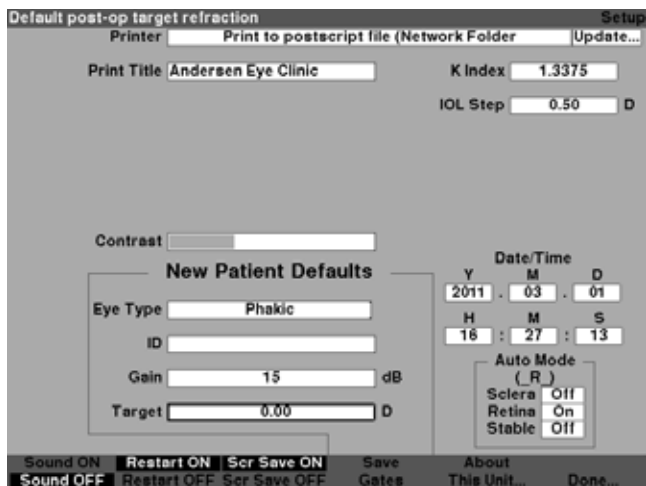 Default post-op target refraction Setup
Printer Print to postscript file (Network Folder Update...
Print Title Andersen Eye Clinic K Index 1.3375
IOL Step 0.50 D
Contrast
Date/Time
New Patient Defaults Y M D
2011 . 03 . 01
Eye Type Phakic H M S
16 : 27 : 13
ID
Auto Mode
(_R_)
Gain 15 dB
Sclera Off
Retina On
Target 0.00 D
Stable Off
Sound ON Restart ON Scr Save ON Save About
Sound OFF Restart OFF Scr Save OFF Gates This Unit... Done...